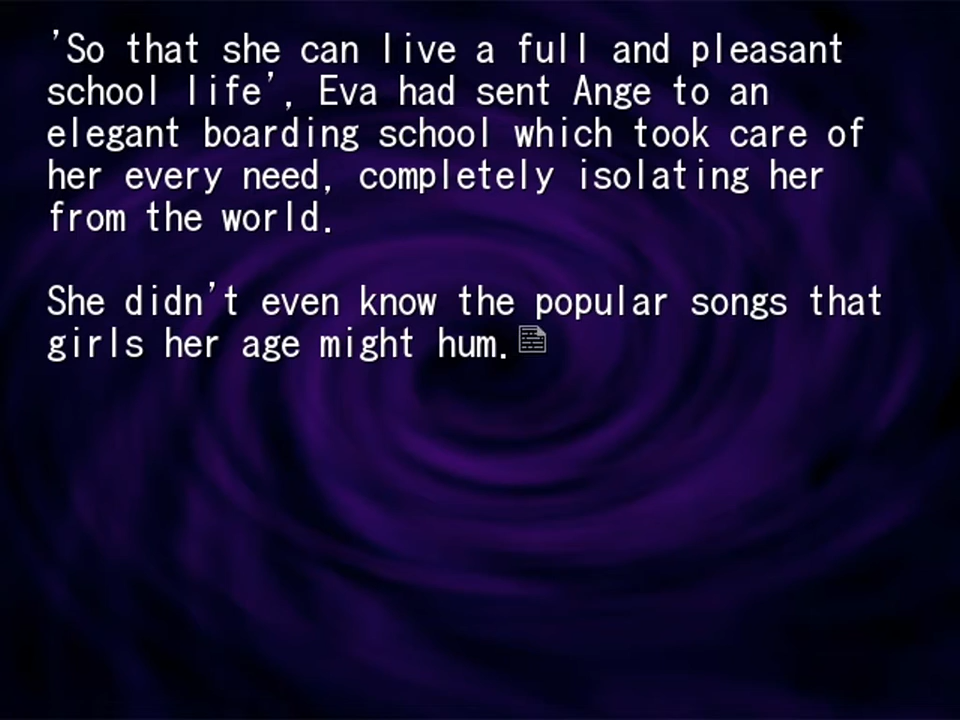 'So that she can live a full and pleasant
school life', Eva had sent Ange to an
elegant boarding school which took care of
her every need, completely isolating her
from the world.
She didn't even know the popular songs that
girls her age might hum.